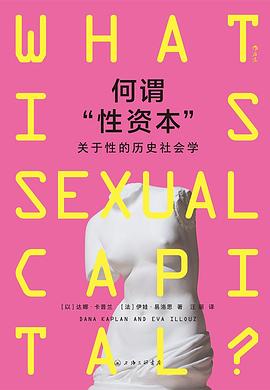 WHAT
何谓
“性资本”
I S
关于性的历史社会学
SEXUAL
CAPI
[以] 达娜·卡普兰 [法] 伊娃·易洛思 著 汪丽 译
DANA KAPLAN AND EVA ILLOUZ
TAL?
上海三联书店